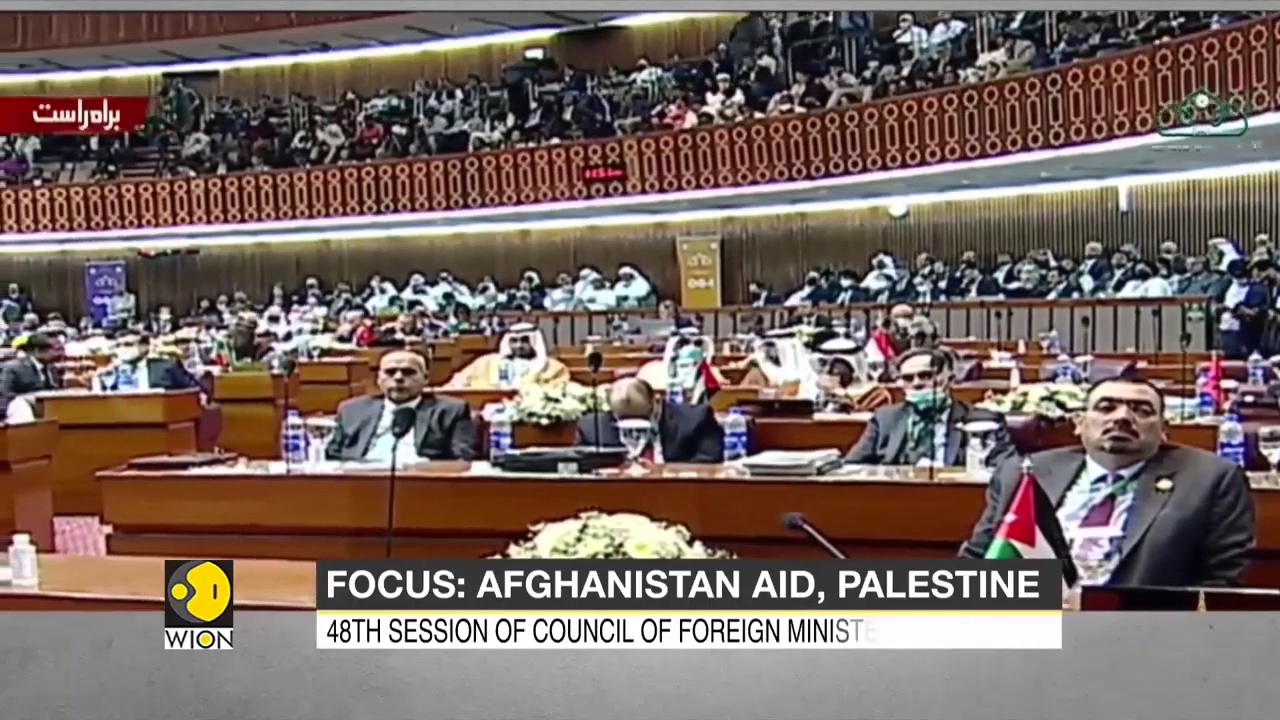 براہ راست
FOCUS: AFGHANISTAN AID, PALESTINE
48TH SESSION OF COUNCIL OF FOREIGN MINISTE
WION